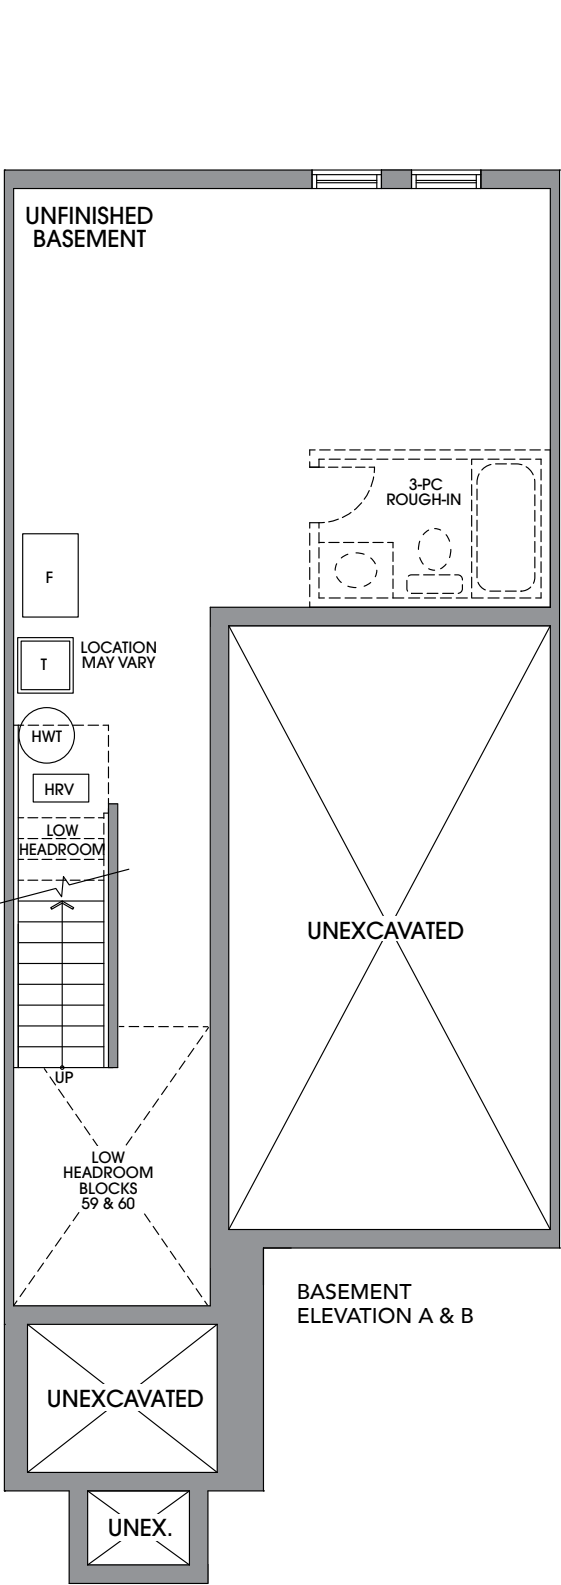 UNFINISHED
BASEMENT
3-PC
ROUGH-IN
F
T
LOCATION
MAY VARY
HWT
HRV
LOW
HEADROOM
UNEXCAVATED
UP
LOW
HEADROOM
BLOCKS
59 & 60
BASEMENT
ELEVATION A & B
UNEXCAVATED
UNEX.